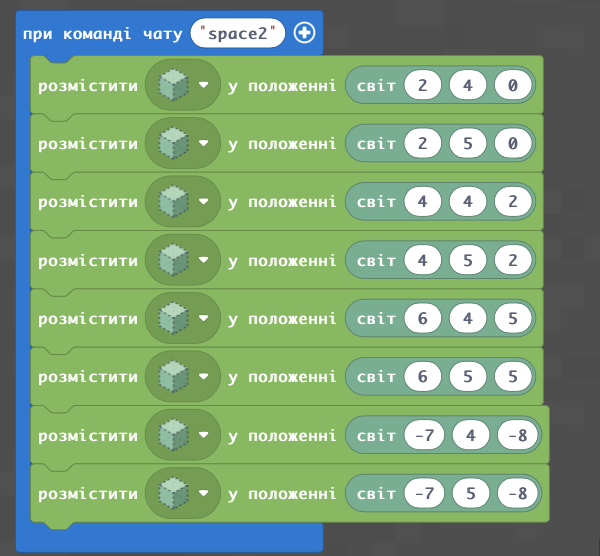 при команді чату "space2"
розмістити у положенні світ 2 4 0
розмістити у положенні світ 2 5 0
розмістити у положенні світ 4 4 2
розмістити у положенні світ 4 5 2
розмістити у положенні світ 6 4 5
розмістити у положенні світ 6 5 5
розмістити у положенні світ -7 4 -8
розмістити у положенні світ -7 5 -8